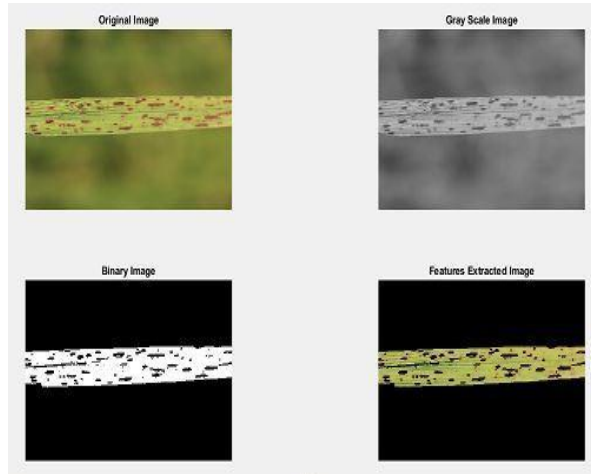 Original Image
Gray Scale Image
Binary Image
Features Extracted Image